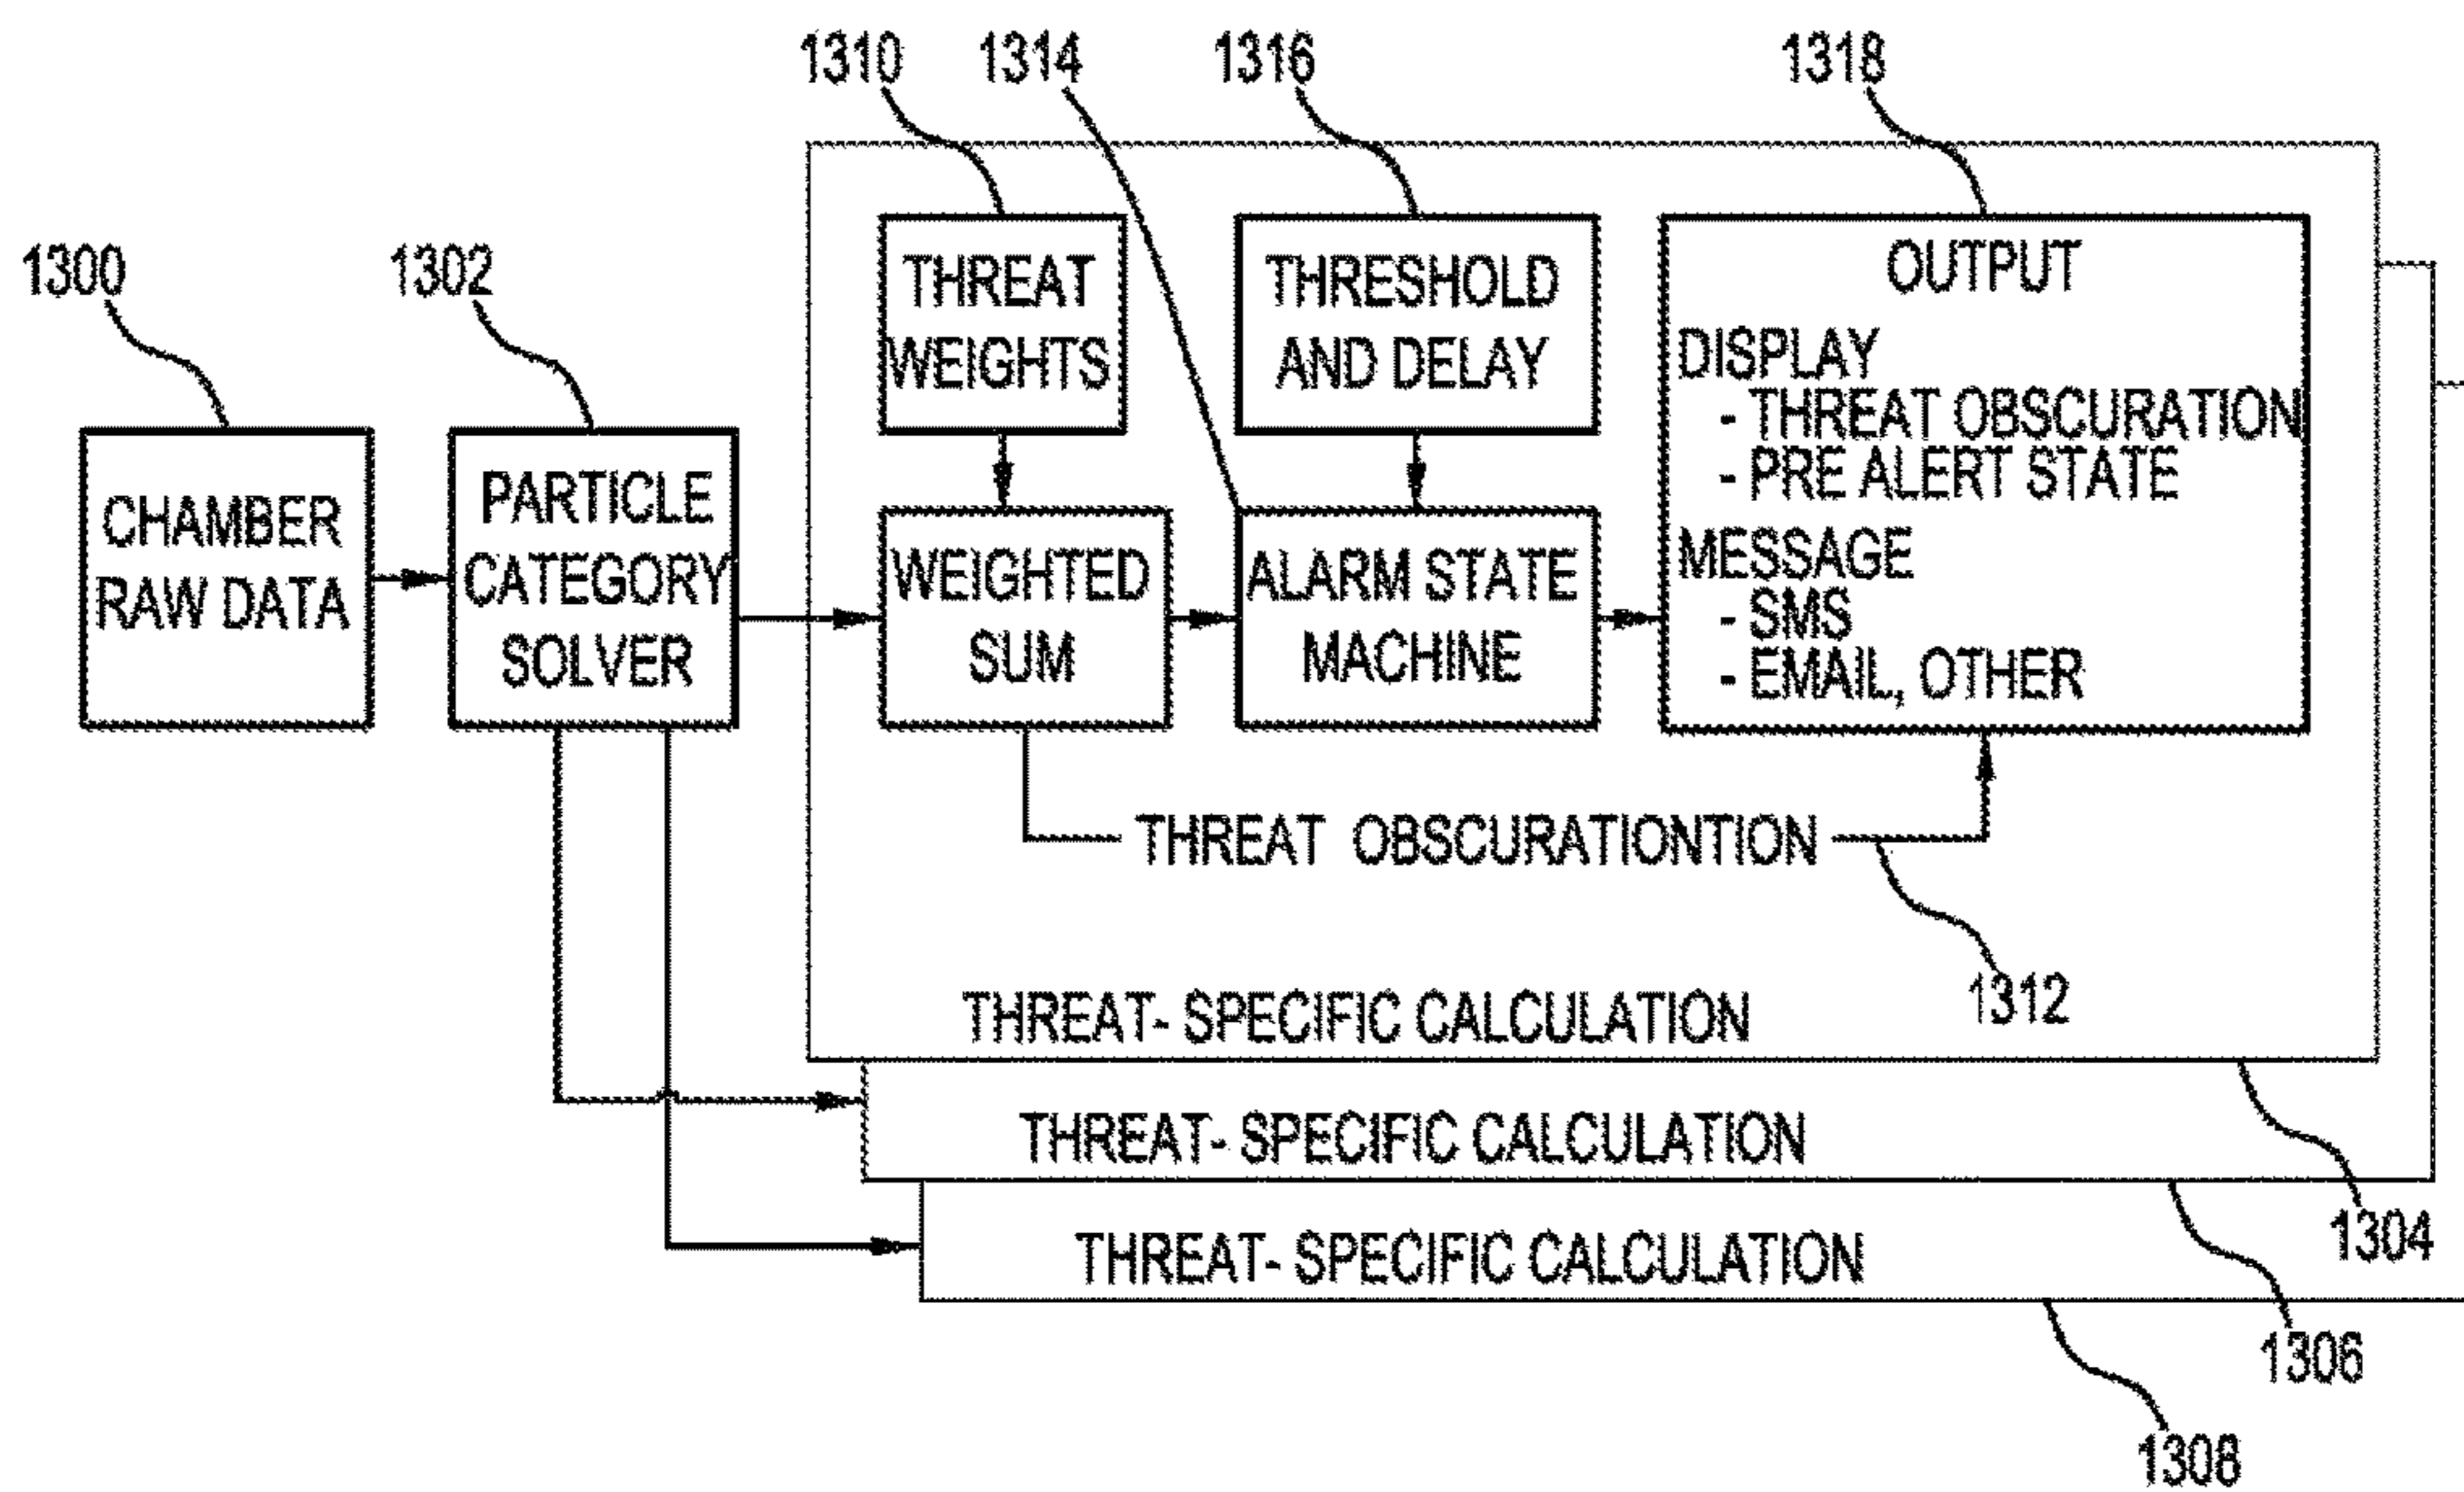 1310
1314
1316
1318
1300
1302
THREAT
WEIGHTS
THRESHOLD
AND DELAY
OUTPUT
DISPLAY
- THREAT OBSCURATION
- PRE ALERT STATE
MESSAGE
- SMS
- EMAIL, OTHER
CHAMBER
RAW DATA
PARTICLE
CATEGORY
SOLVER
WEIGHTED
SUM
ALARM STATE
MACHINE
THREAT OBSCURATIONTION
1312
THREAT- SPECIFIC CALCULATION
THREAT- SPECIFIC CALCULATION
THREAT- SPECIFIC CALCULATION
1304
1306
1308